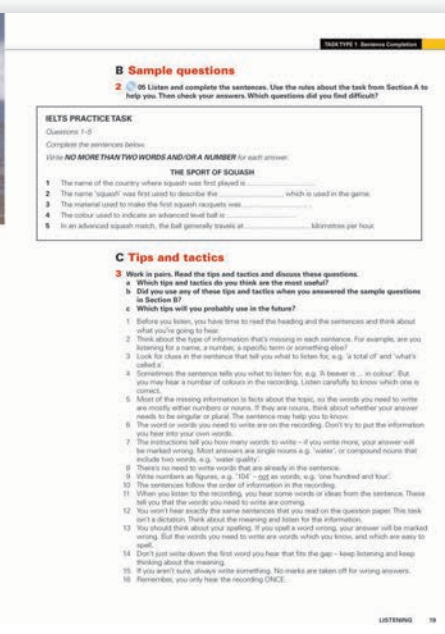 TASK TYPE 1 Sentence Completion
B Sample questions
2 05 Listen and complete the sentences. Use the rules about the task from Section A to
help you. Then check your answers. Which questions did you find difficult?
IELTS PRACTICE TASK
Questions 1–5
Complete the sentences below.
Write NO MORE THAN TWO WORDS AND/OR A NUMBER for each answer.
THE SPORT OF SQUASH
1 The name of the country where squash was first played is
2 The name 'squash' was first used to describe the which is used in the game.
3 The material used to make the first squash racquets was
4 The colour used to indicate an advanced level ball is
5 In an advanced squash match, the ball generally travels at kilometres per hour.
C Tips and tactics
3 Work in pairs. Read the tips and tactics and discuss these questions.
a Which tips and tactics do you think are the most useful?
b Did you use any of these tips and tactics when you answered the sample questions
in Section B?
c Which tips will you probably use in the future?
1 Before you listen, you have time to read the heading and the sentences and think about
what you're going to hear.
2 Think about the type of information that's missing in each sentence. For example, are you
listening for a name, a number, a specific term or something else?
3 Look for clues in the sentence that tell you what to listen for, e.g. 'a total of' and 'what's
called a'.
4 Sometimes the sentence tells you what to listen for, e.g. 'A beaver is ... in colour'. But
you may hear a number of colours in the recording. Listen carefully to know which one is
correct.
5 Most of the missing information is facts about the topic, so the words you need to write
are mostly either numbers or nouns. If they are nouns, think about whether your answer
needs to be singular or plural. The sentence may help you to know.
6 The word or words you need to write are on the recording. Don't try to put the information
you hear into your own words.
7 The instructions tell you how many words to write – if you write more, your answer will
be marked wrong. Most answers are single nouns e.g. 'water', or compound nouns that
include two words, e.g. 'water quality'.
8 There's no need to write words that are already in the sentence.
9 Write numbers as figures, e.g. '104' – not as words, e.g. 'one hundred and four'.
10 The sentences follow the order of information in the recording.
11 When you listen to the recording, you hear some words or ideas from the sentence. These
tell you that the words you need to write are coming.
12 You won't hear exactly the same sentences that you read on the question paper. This task
isn't a dictation. Think about the meaning and listen for the information.
13 You should think about your spelling. If you spell a word wrong, your answer will be marked
wrong. But the words you need to write are words which you know, and which are easy to
spell.
14 Don't just write down the first word you hear that fits the gap – keep listening and keep
thinking about the meaning.
15 If you aren't sure, always write something. No marks are taken off for wrong answers.
16 Remember, you only hear the recording ONCE.
LISTENING 19